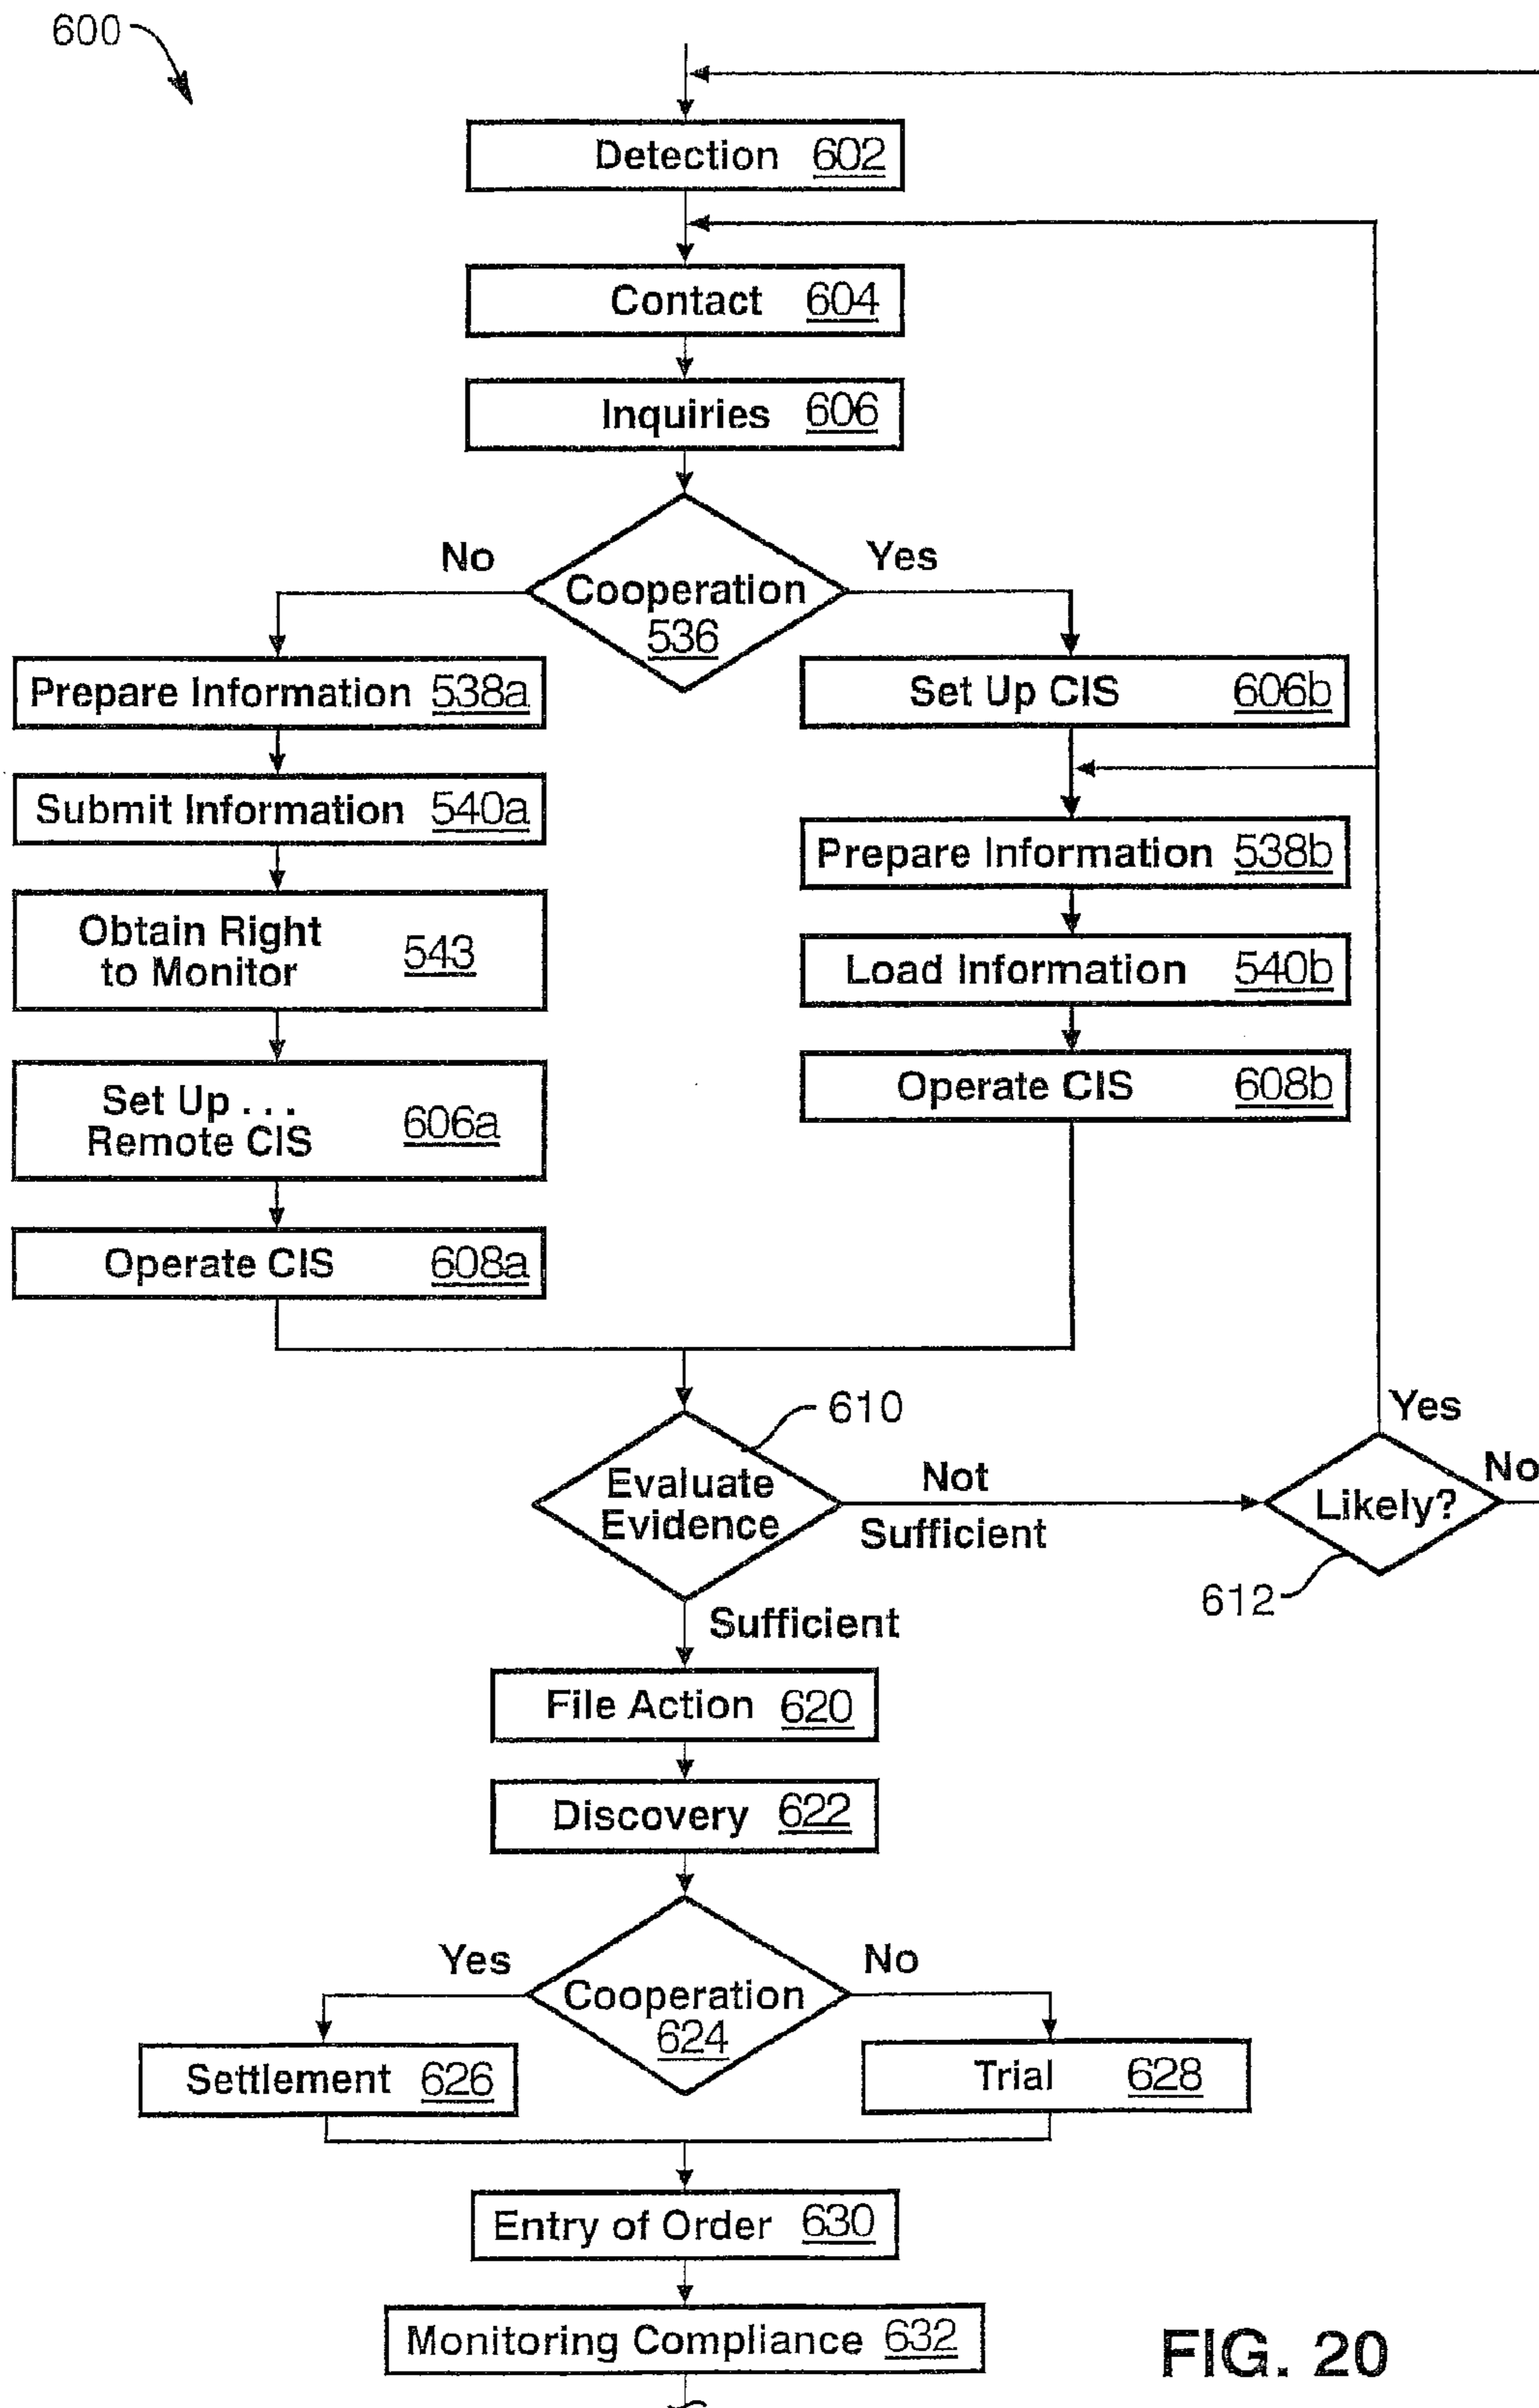 600
Detection 602
Contact 604
Inquiries 606
No
Yes
Cooperation
536
Prepare Information 538a
Submit Information 540a
Obtain Right
to Monitor 543
Set Up . . .
Remote CIS 606a
Operate CIS 608a
Set Up CIS 606b
Prepare Information 538b
Load Information 540b
Operate CIS 608b
610
Evaluate
Evidence
Not
Sufficient
Yes
No
Likely?
612
Sufficient
File Action 620
Discovery 622
Yes
No
Cooperation
624
Settlement 626
Trial 628
Entry of Order 630
Monitoring Compliance 632
FIG. 20